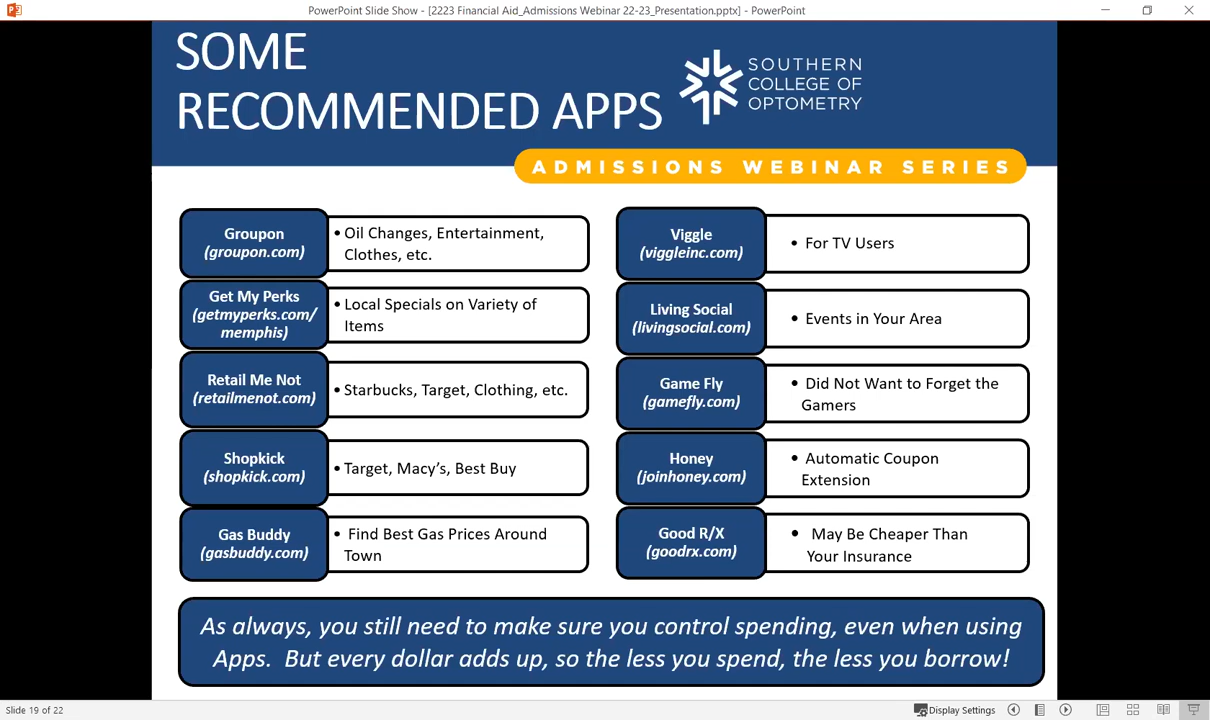 PowerPoint Slide Show - [2223 Financial Aid_Admissions Webinar 22-23_Presentation.pptx] - PowerPoint
SOME
RECOMMENDED APPS
SOUTHERN
COLLEGE OF
OPTOMETRY
ADMISSIONS WEBINAR SERIES
Groupon
(groupon.com)
• Oil Changes, Entertainment,
Clothes, etc.
Get My Perks
(getmyperks.com/
memphis)
• Local Specials on Variety of
Items
Retail Me Not
(retailmenot.com)
• Starbucks, Target, Clothing, etc.
Shopkick
(shopkick.com)
• Target, Macy's, Best Buy
Gas Buddy
(gasbuddy.com)
• Find Best Gas Prices Around
Town
Viggle
(viggleinc.com)
• For TV Users
Living Social
(livingsocial.com)
• Events in Your Area
Game Fly
(gamefly.com)
• Did Not Want to Forget the
Gamers
Honey
(joinhoney.com)
• Automatic Coupon
Extension
Good R/X
(goodrx.com)
• May Be Cheaper Than
Your Insurance
As always, you still need to make sure you control spending, even when using
Apps. But every dollar adds up, so the less you spend, the less you borrow!
Slide 19 of 22
Display Settings